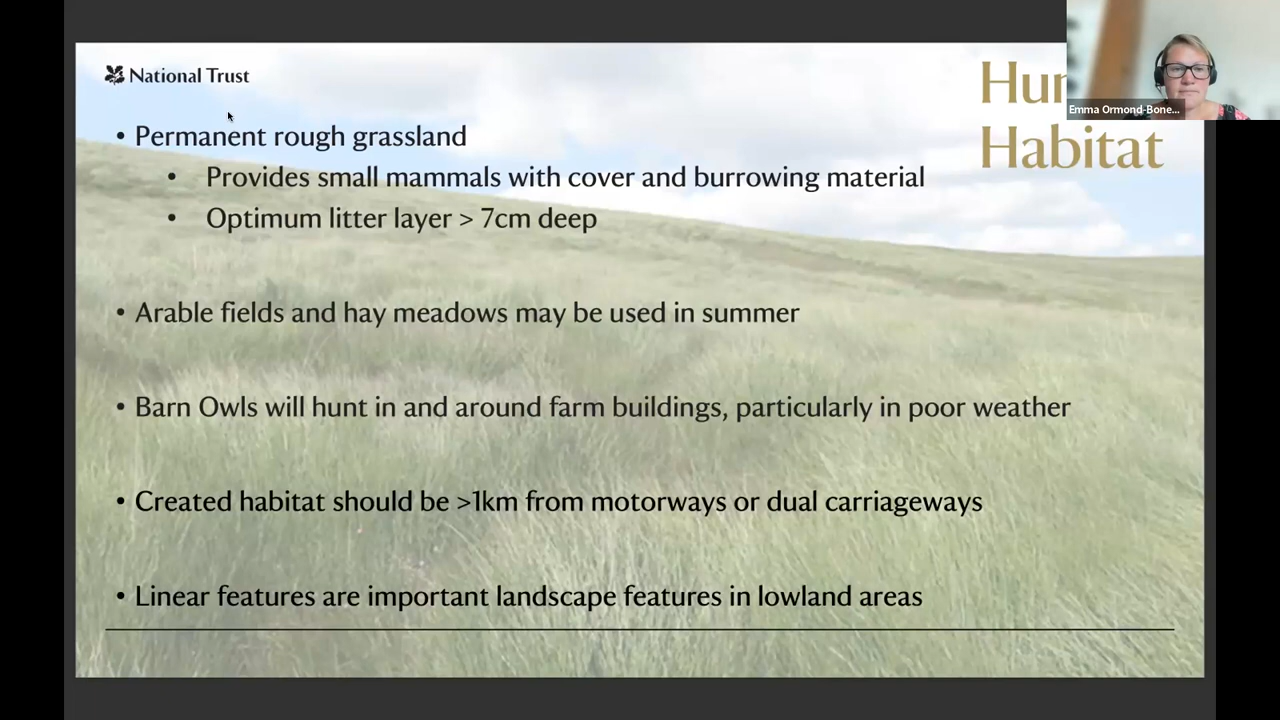 National Trust
Habitat
Emma Ormond-Bone...
• Permanent rough grassland
• Provides small mammals with cover and burrowing material
• Optimum litter layer > 7cm deep
• Arable fields and hay meadows may be used in summer
• Barn Owls will hunt in and around farm buildings, particularly in poor weather
• Created habitat should be >1km from motorways or dual carriageways
• Linear features are important landscape features in lowland areas